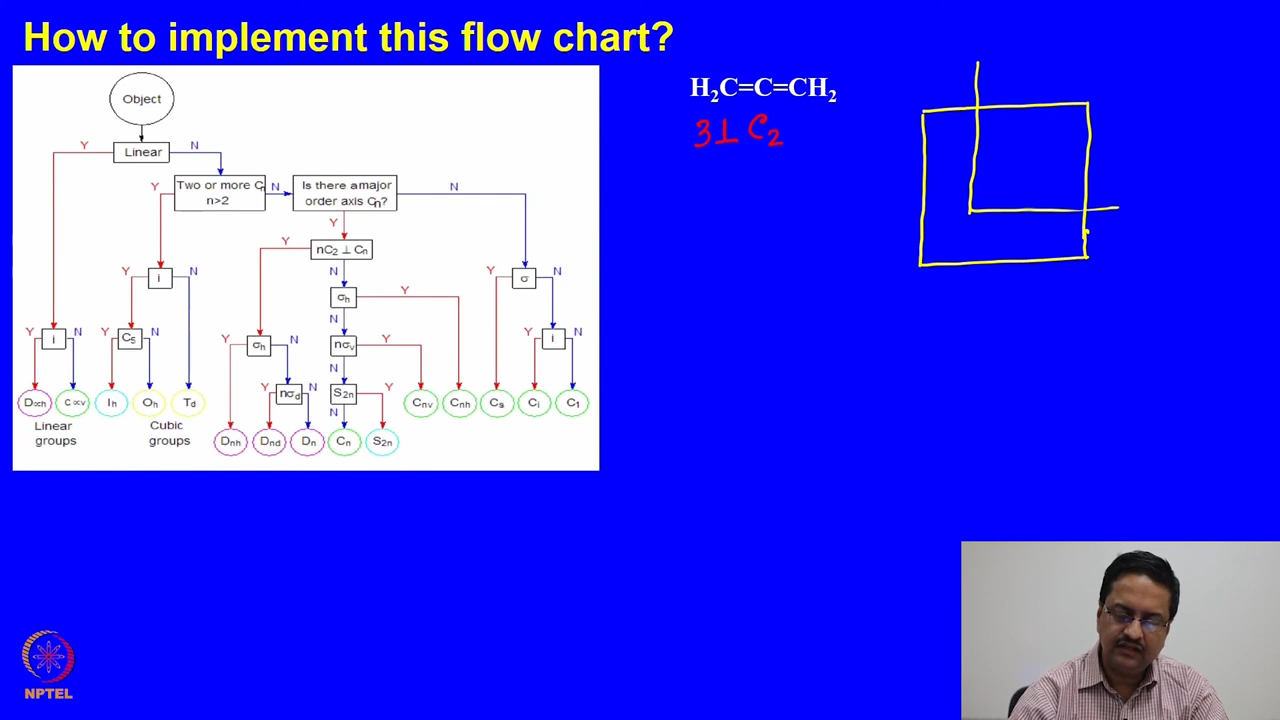 How to implement this flow chart?
Object
Linear
Y
N
Two or more Cn
n>2
Y
N
Is there a major
order axis Cn?
N
Y
nC2 ⊥ Cn
Y
N
i
Y
N
σh
Y
N
σ
Y
N
i
Y
N
C5
Y
N
σh
Y
N
nσv
Y
N
i
Y
N
nσd
Y
N
S2n
Y
N
D∝h
C∝v
Ih
Oh
Td
Cnv
Cnh
Cs
Ci
C1
Linear
groups
Cubic
groups
Dnh
Dnd
Dn
Cn
S2n
H2C=C=CH2
3⊥ C2
NPTEL